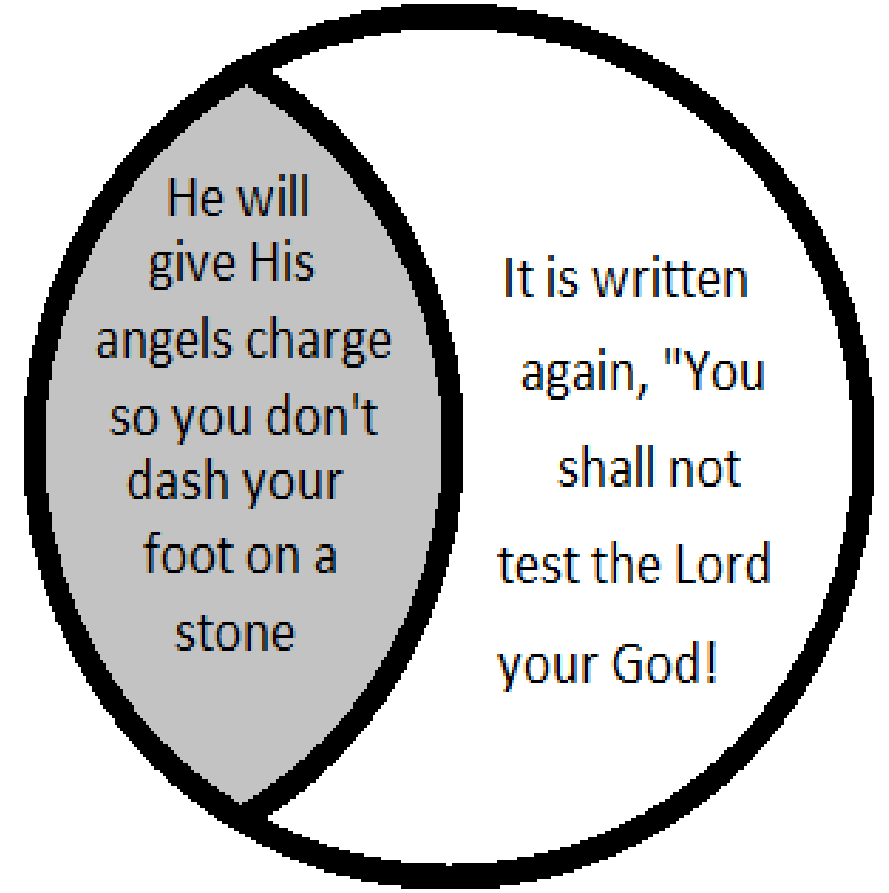 He will
give His
angels charge
so you don't
dash your
foot on a
stone
It is written
again, "You
shall not
test the Lord
your God!